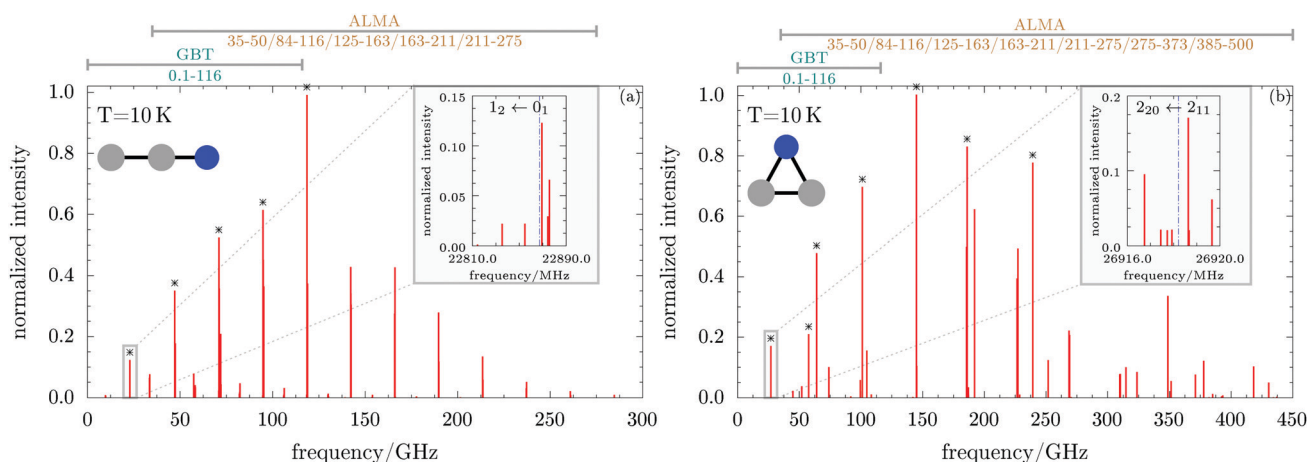 ALMA
35-50/84-116/125-163/163-211/211-275
GBT
0.1-116
(a)
T=10 K
normalized intensity
1.0
0.8
0.6
0.4
0.2
0.0
0
50
100
150
200
250
300
frequency/GHz
1₂ ← 0₁
normalized intensity
0.15
0.10
0.05
0.00
22810.0
22890.0
frequency/MHz
ALMA
35-50/84-116/125-163/163-211/211-275/275-373/385-500
GBT
0.1-116
(b)
T=10 K
normalized intensity
1.0
0.8
0.6
0.4
0.2
0.0
0
50
100
150
200
250
300
350
400
450
frequency/GHz
2₂₀ ← 2₁₁
normalized intensity
0.2
0.1
0.0
26916.0
26920.0
frequency/MHz